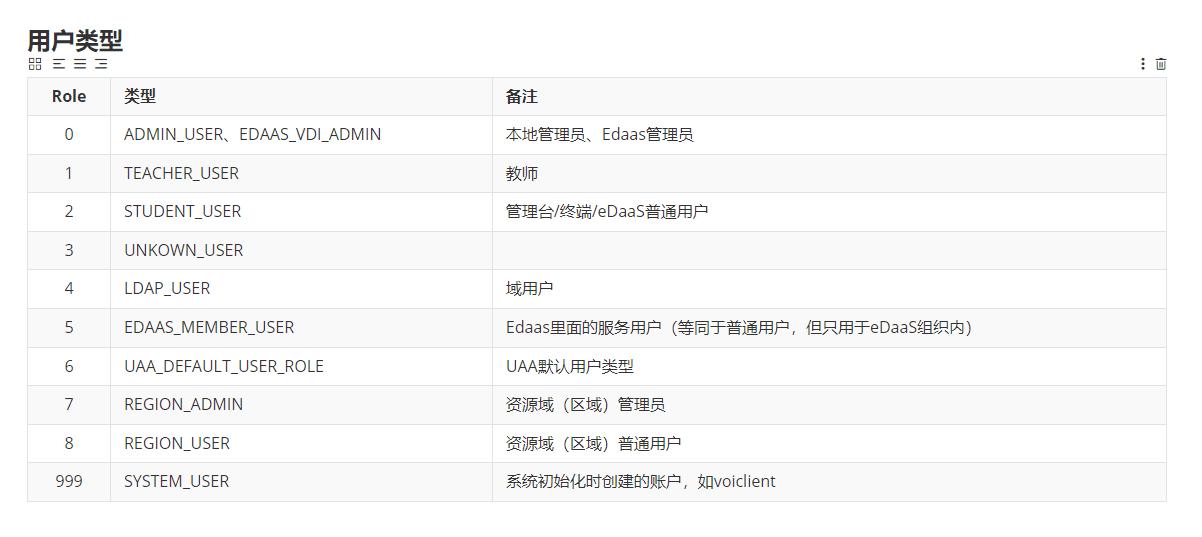 用户类型
Role 类型 备注
0 ADMIN_USER、EDAAS_VDI_ADMIN 本地管理员、Edaas管理员
1 TEACHER_USER 教师
2 STUDENT_USER 管理台/终端/eDaaS普通用户
3 UNKOWN_USER
4 LDAP_USER 域用户
5 EDAAS_MEMBER_USER Edaas里面的服务用户（等同于普通用户，但只用于eDaaS组织内）
6 UAA_DEFAULT_USER_ROLE UAA默认用户类型
7 REGION_ADMIN 资源域（区域）管理员
8 REGION_USER 资源域（区域）普通用户
999 SYSTEM_USER 系统初始化时创建的账户，如voiclient